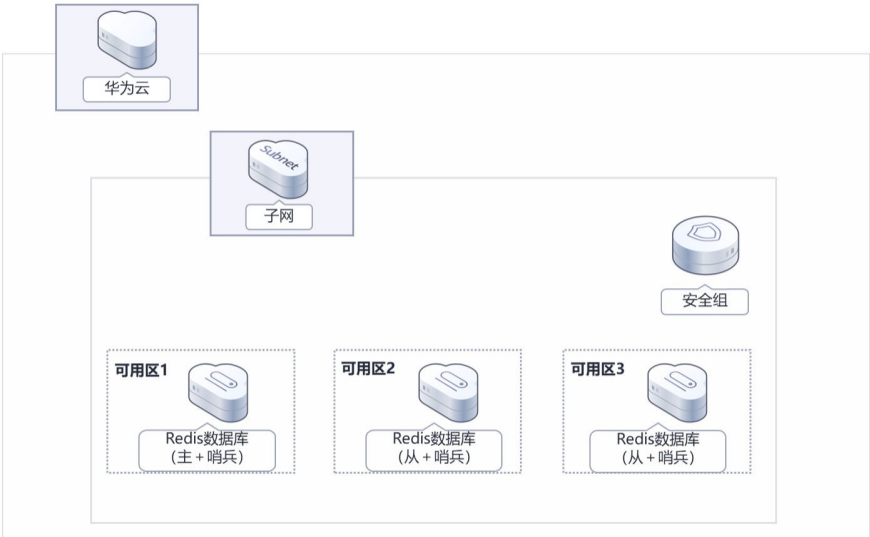 华为云
Subnet
子网
安全组
可用区1
可用区2
可用区3
Redis数据库
（主＋哨兵）
Redis数据库
（从＋哨兵）
Redis数据库
（从＋哨兵）